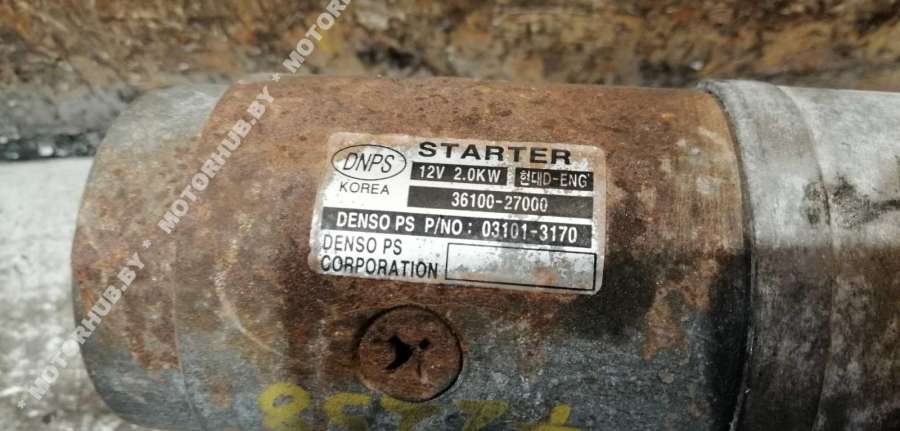 STARTER
DNPS
KOREA
12V 2.0KW 현대D-ENG
36100-27000
DENSO PS P/NO: 03101-3170
DENSO PS
CORPORATION
* MOTORHUB.BY * MOTORHUB.BY * MOTORHUB.BY *